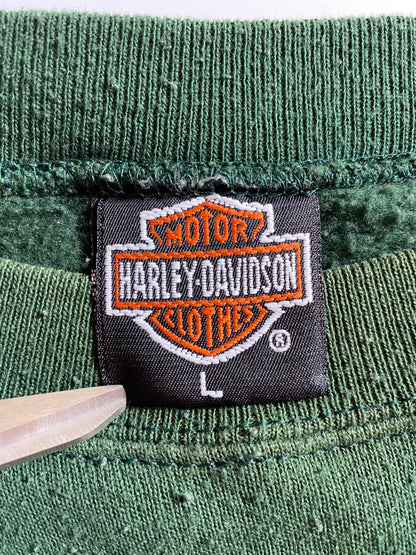 MOTOR
HARLEY-DAVIDSON
CLOTHES
®
L